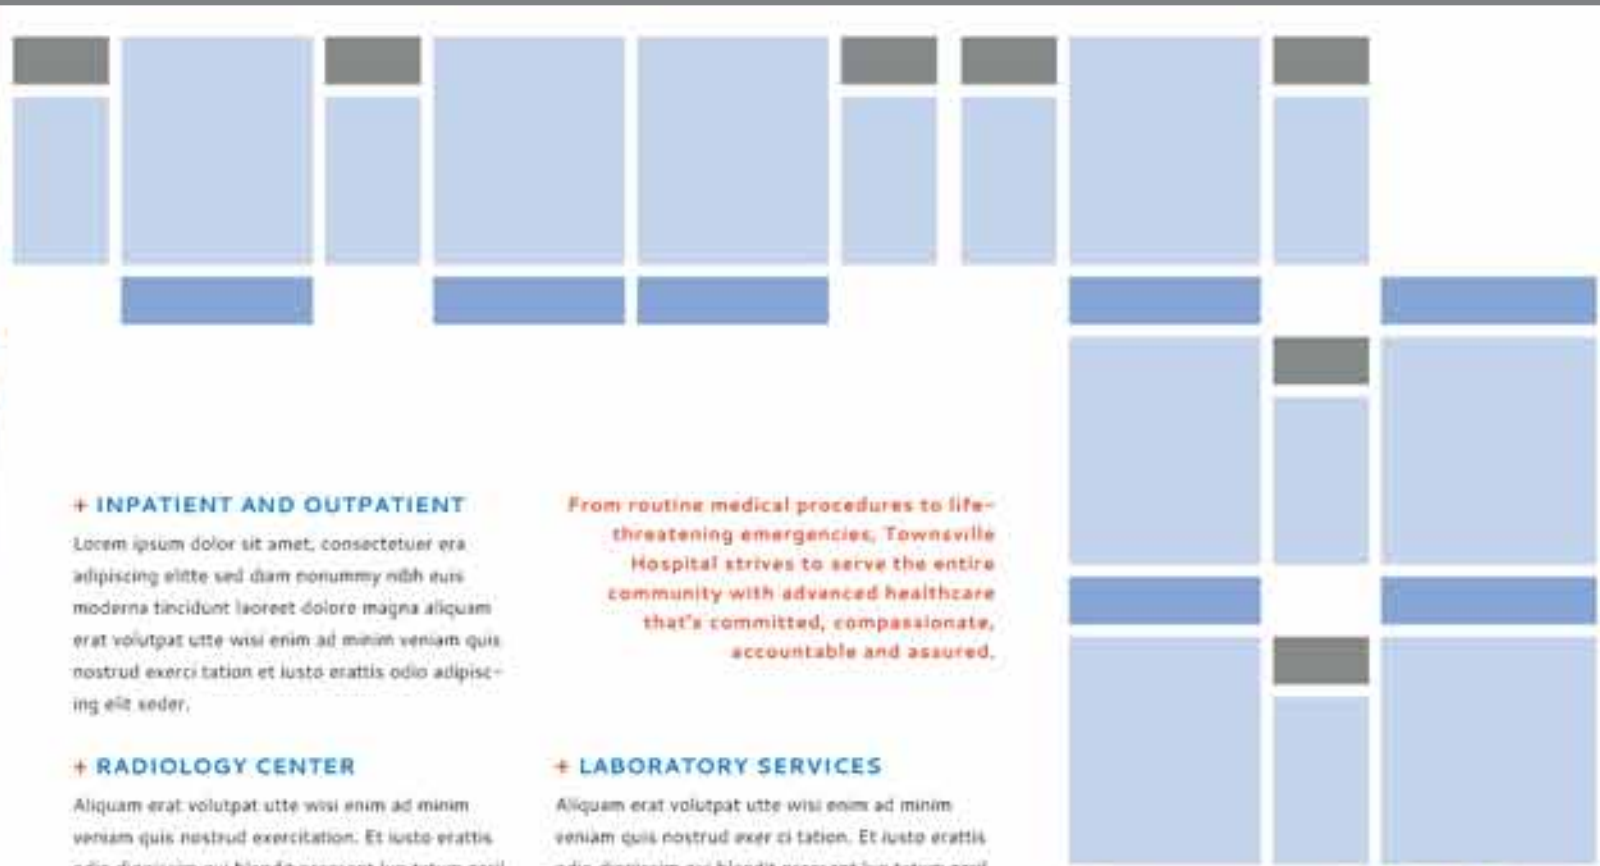 + INPATIENT AND OUTPATIENT
Lorem ipsum dolor sit amet, consectetuer era
adipiscing elitte sed diam nonummy nibh euis
moderna tincidunt laoreet dolore magna aliquam
erat volutpat utte wisi enim ad minim veniam quis
nostrud exerci tation et iusto erattis odio adipisc-
ing elit seder.
From routine medical procedures to life-
threatening emergencies, Townsville
Hospital strives to serve the entire
community with advanced healthcare
that's committed, compassionate,
accountable and assured.
+ RADIOLOGY CENTER
Aliquam erat volutpat utte wisi enim ad minim
veniam quis nostrud exercitation. Et iusto erattis
+ LABORATORY SERVICES
Aliquam erat volutpat utte wisi enim ad minim
veniam quis nostrud exer ci tation. Et iusto erattis